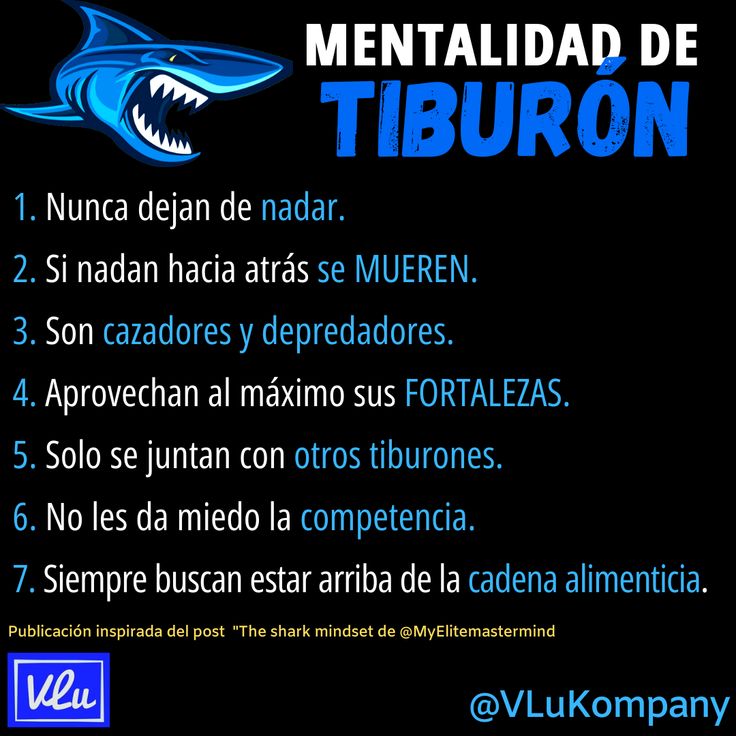 MENTALIDAD DE
TIBURÓN
1. Nunca dejan de nadar.
2. Si nadan hacia atrás se MUEREN.
3. Son cazadores y depredadores.
4. Aprovechan al máximo sus FORTALEZAS.
5. Solo se juntan con otros tiburones.
6. No les da miedo la competencia.
7. Siempre buscan estar arriba de la cadena alimenticia.
Publicación inspirada del post "The shark mindset de @MyElitemastermind
VLu
@VLuKompany